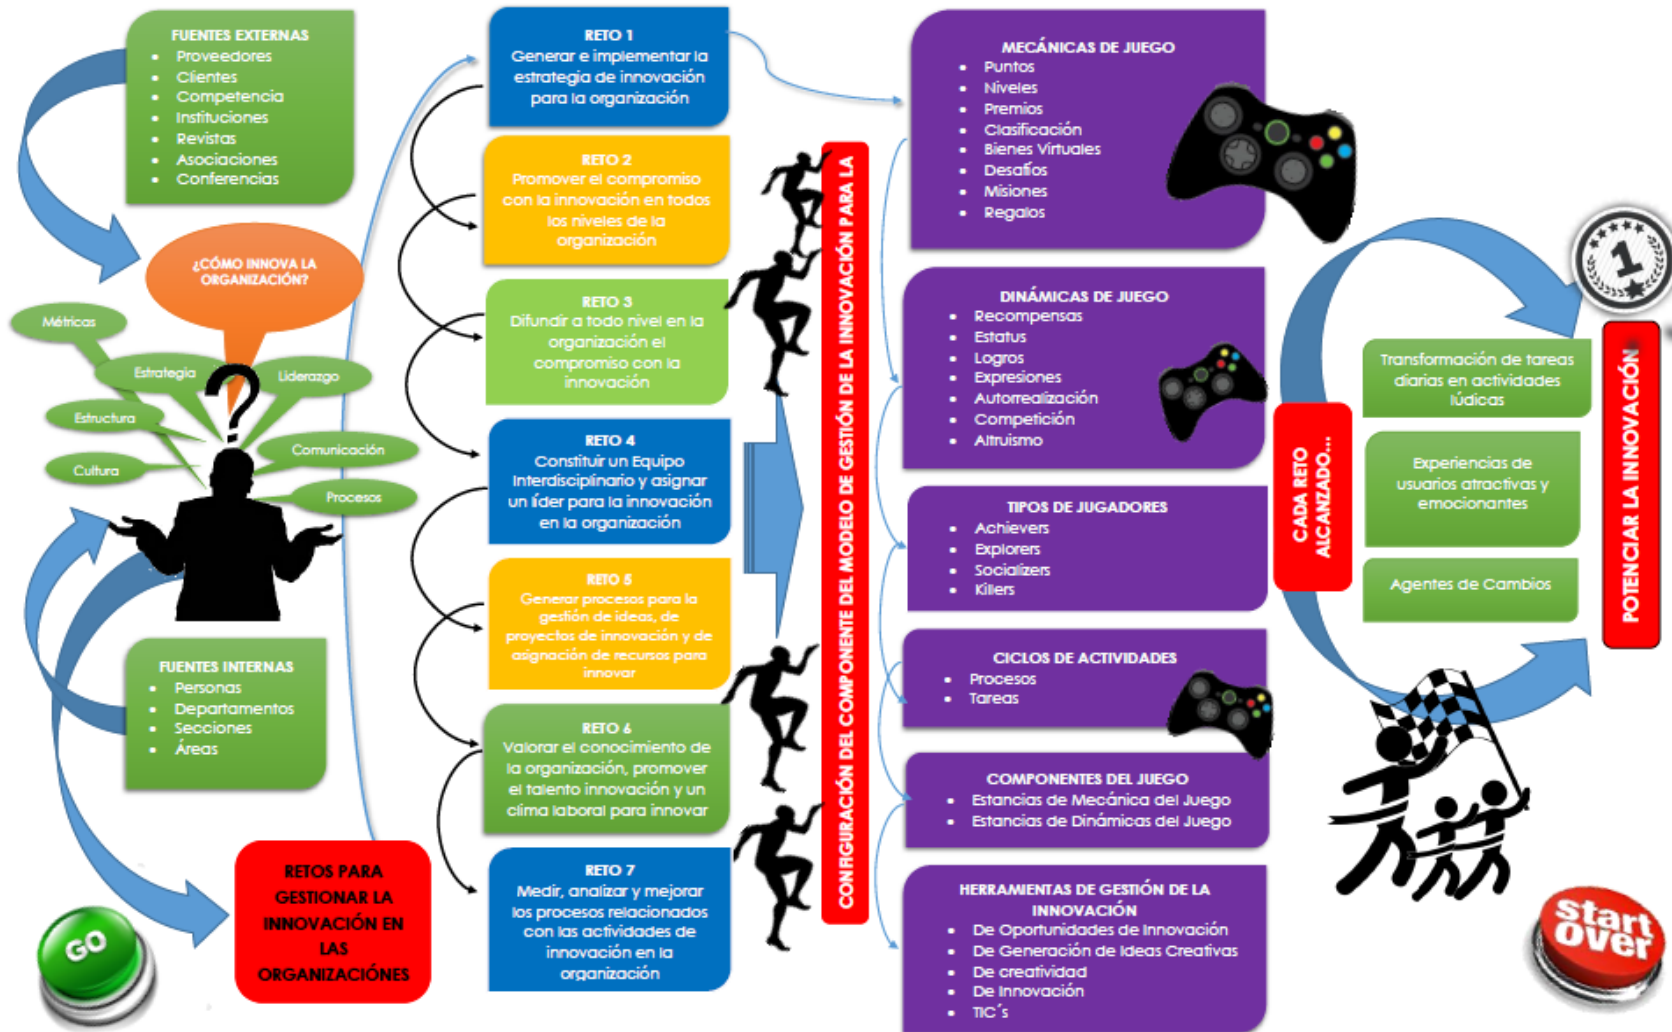 FUENTES EXTERNAS
• Proveedores
• Clientes
• Competencia
• Instituciones
• Revistas
• Asociaciones
• Conferencias
¿CÓMO INNOVA LA
ORGANIZACIÓN?
Métricas
Estrategia
Liderazgo
Estructura
Comunicación
Cultura
Procesos
?
FUENTES INTERNAS
• Personas
• Departamentos
• Secciones
• Áreas
GO
RETOS PARA
GESTIONAR LA
INNOVACIÓN EN
LAS
ORGANIZACIÓNES
RETO 1
Generar e implementar la
estrategia de innovación
para la organización
RETO 2
Promover el compromiso
con la innovación en todos
los niveles de la
organización
RETO 3
Difundir a todo nivel en la
organización el
compromiso con la
innovación
RETO 4
Constituir un Equipo
Interdisciplinario y asignar
un líder para la innovación
en la organización
RETO 5
Generar procesos para la
gestión de ideas, de
proyectos de innovación y de
asignación de recursos para
innovar
RETO 6
Valorar el conocimiento de
la organización, promover
el talento innovación y un
clima laboral para innovar
RETO 7
Medir, analizar y mejorar
los procesos relacionados
con las actividades de
innovación en la
organización
CONFIGURACIÓN DEL COMPONENTE DEL MODELO DE GESTIÓN DE LA INNOVACIÓN PARA LA
MECÁNICAS DE JUEGO
• Puntos
• Niveles
• Premios
• Clasificación
• Bienes Virtuales
• Desafíos
• Misiones
• Regalos
DINÁMICAS DE JUEGO
• Recompensas
• Estatus
• Logros
• Expresiones
• Autorrealización
• Competición
• Altruismo
TIPOS DE JUGADORES
• Achievers
• Explorers
• Socializers
• Killers
CICLOS DE ACTIVIDADES
• Procesos
• Tareas
COMPONENTES DEL JUEGO
• Estancias de Mecánica del Juego
• Estancias de Dinámicas del Juego
HERRAMIENTAS DE GESTIÓN DE LA
INNOVACIÓN
• De Oportunidades de Innovación
• De Generación de Ideas Creativas
• De creatividad
• De Innovación
• TIC´s
CADA RETO
ALCANZADO...
Transformación de tareas
diarias en actividades
lúdicas
Experiencias de
usuarios atractivas y
emocionantes
Agentes de Cambios
1
POTENCIAR LA INNOVACIÓN
start
over